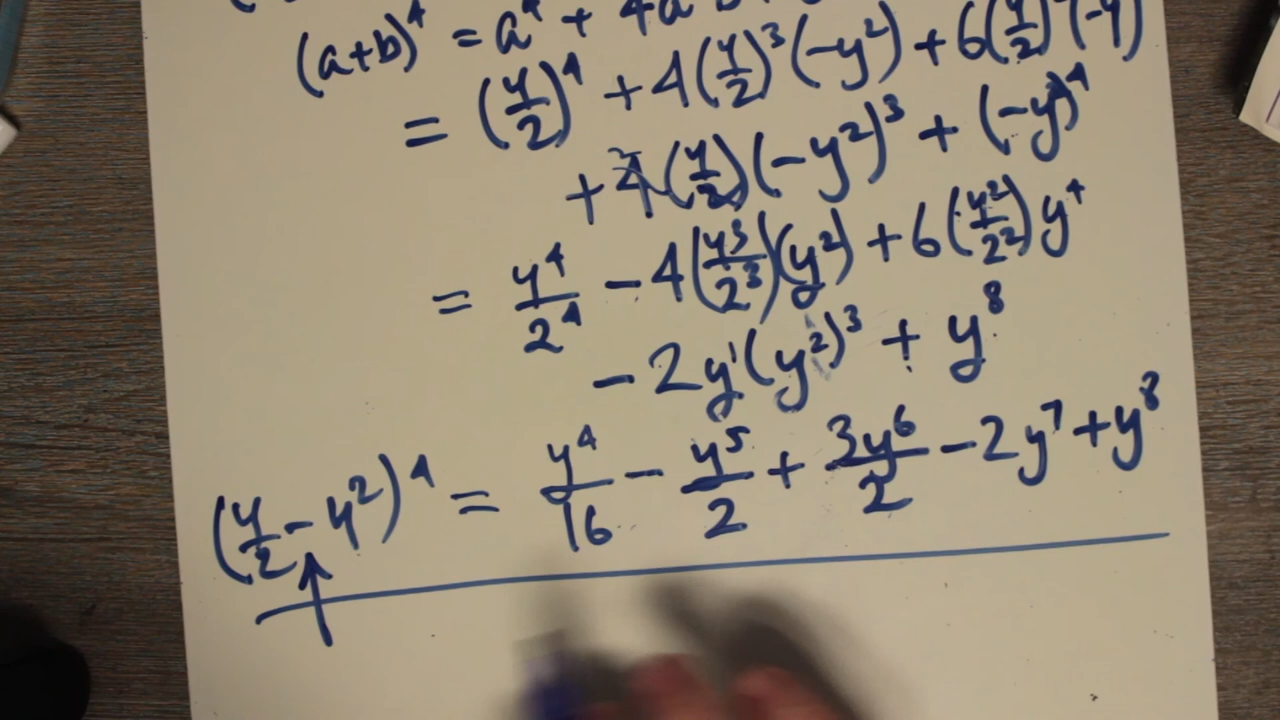 (a+b)⁴ = a⁴ + 4a
= (y/2)⁴ + 4(y/2)³(-y²) + 6(y/2) (-y)
+ 4(y/2)(-y²)³ + (-y²)⁴
= y⁴/2⁴ - 4(y³/2³)(y²) + 6(y²/2²)y⁴
- 2y¹(y²)³ + y⁸
(y/2 - y²)⁴ = y⁴/16 - y⁵/2 + 3y⁶/2 - 2y⁷ + y⁸